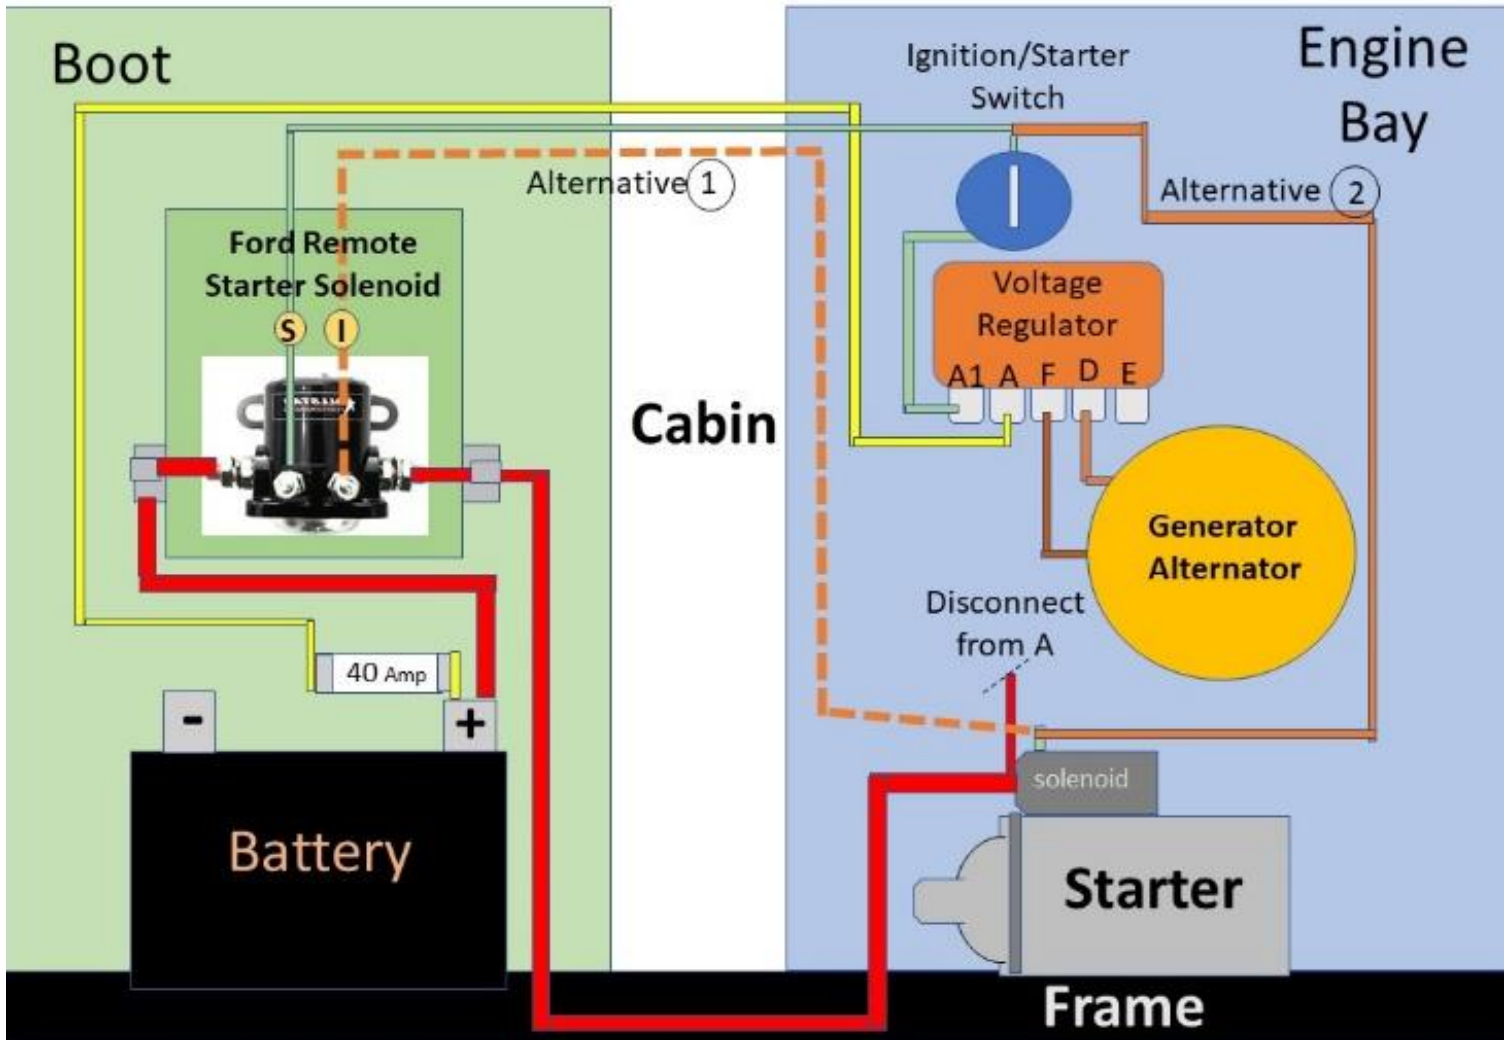 Boot
Engine
Bay
Ignition/Starter
Switch
Alternative 1
Alternative 2
Ford Remote
Starter Solenoid
S I
Voltage
Regulator
A1 A F D E
Cabin
Generator
Alternator
Disconnect
from A
40 Amp
- +
solenoid
Battery
Starter
Frame